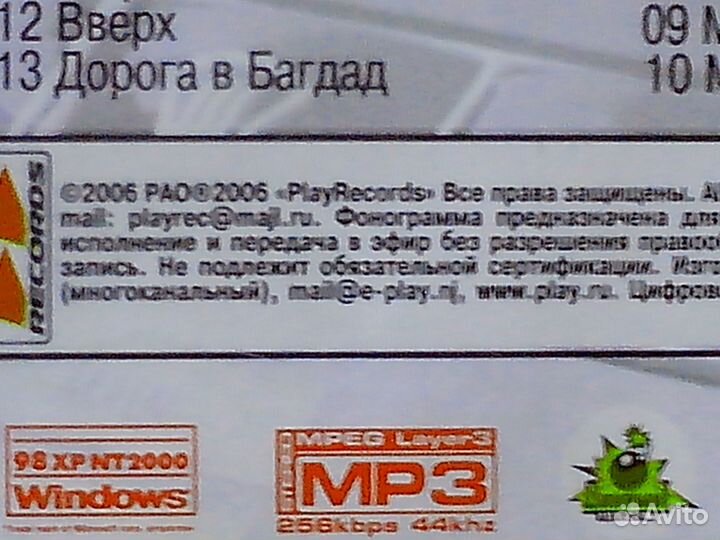 12 Вверх
13 Дорога в Багдад
09
10
RECORDS
RECORDS
©2006 РАО®2006 «PlayRecords» Все права защищены.
mail: playrec@mail.ru. Фонограмма предназначена для
исполнение и передача в эфир без разрешения
запись. Не подлежит обязательной сертификации.
(многоканальный), mail@e-play.ru, www.play.ru.
98 XP NT2000
Windows
MPEG Layer3
MP3
256kbps 44khz
Avito